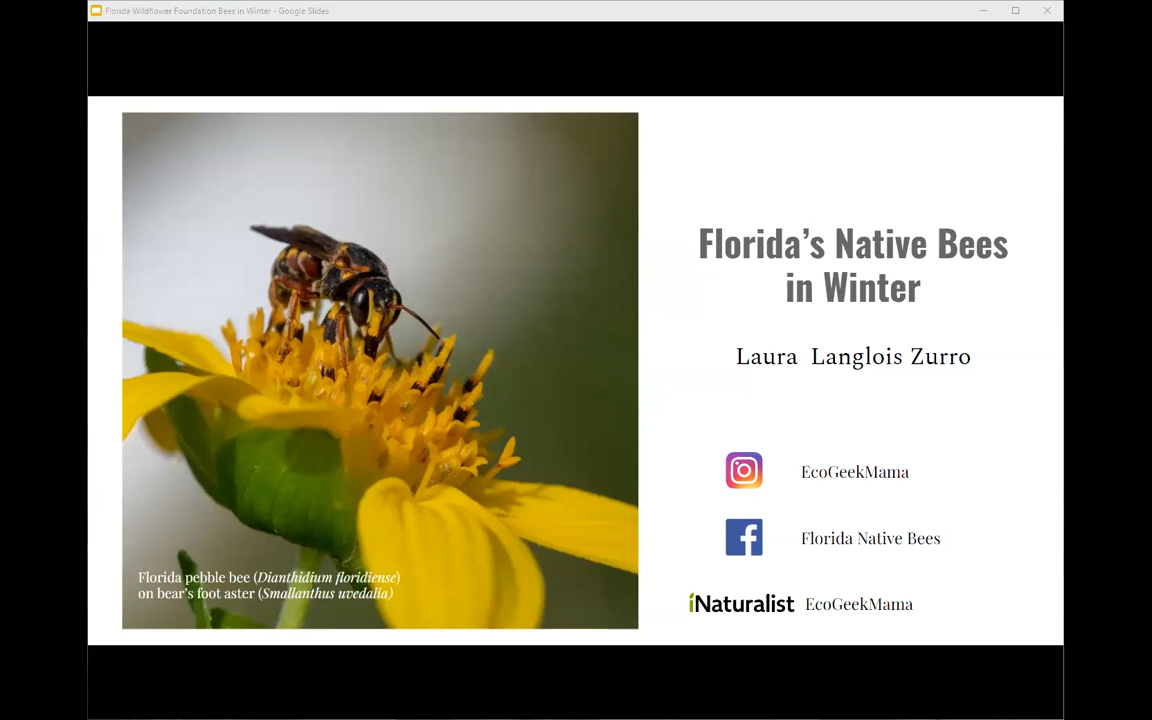 Florida Wildflower Foundation Bees in Winter - Google Slides
Florida's Native Bees
in Winter
Laura Langlois Zurro
EcoGeekMama
Florida Native Bees
iNaturalist EcoGeekMama
Florida pebble bee (Dianthidium floridiense)
on bear's foot aster (Smallanthus uvedalia)